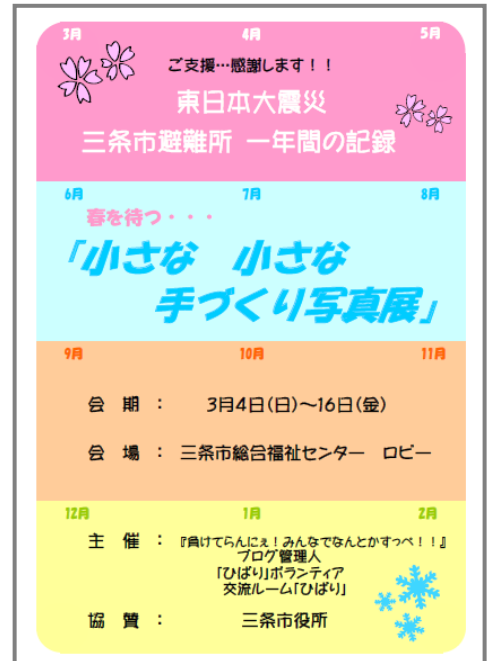 3月 4月 5月
ご支援…感謝します！！
東日本大震災
三条市避難所 一年間の記録
6月 7月 8月
春を待つ・・・
「小さな 小さな
手づくり写真展」
9月 10月 11月
会 期 ： 3月4日(日)～16日(金)
会 場 ： 三条市総合福祉センター ロビー
12月 1月 2月
主 催 ： 『負けてらんにぇ！みんなでなんとかすっぺ！！』
ブログ管理人
「ひばり」ボランティア
交流ルーム「ひばり」
協 賛 ： 三条市役所